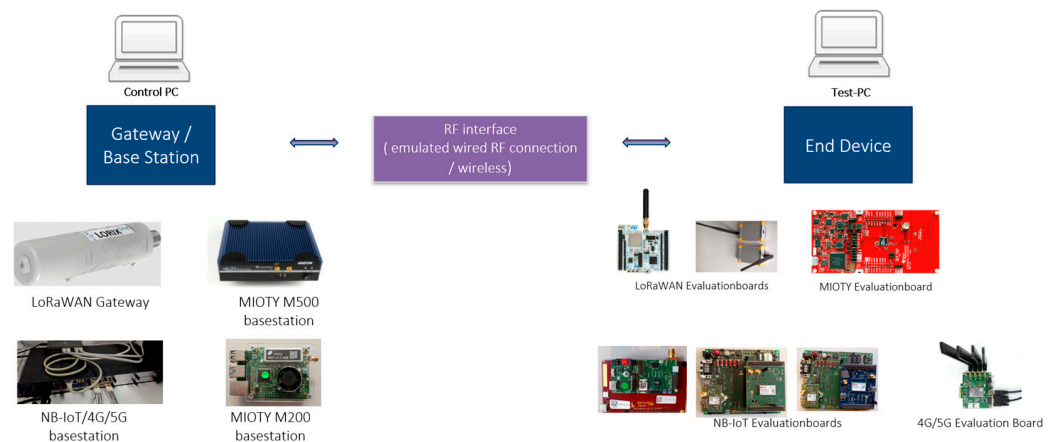 Control PC
Gateway /
Base Station
RF interface
( emulated wired RF connection
/ wireless)
Test-PC
End Device
LORIX
LoRaWAN Gateway
MIOTY M500
basestation
NB-IoT/4G/5G
basestation
MIOTY M200
basestation
LoRaWAN Evaluationboards
MIOTY Evaluationboard
NB-IoT Evaluationboards
4G/5G Evaluation Board